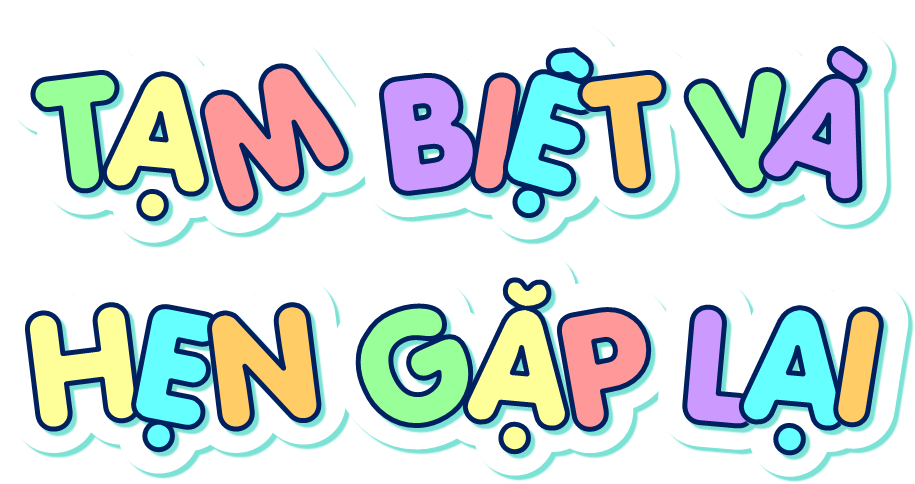 TẠM BIỆT VÀ
HẸN GẶP LẠI